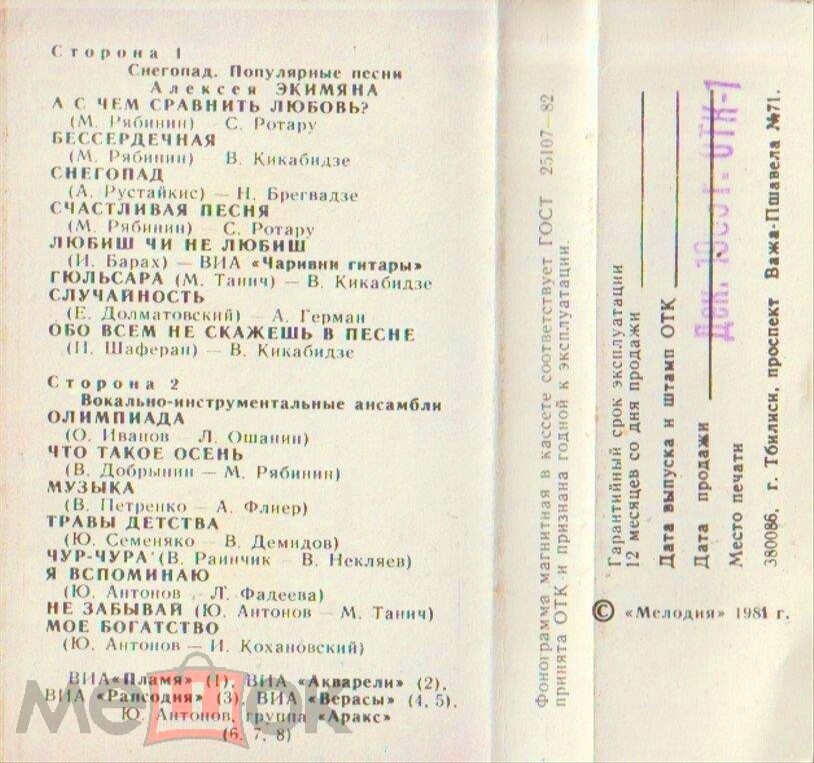 Сторона 1
Снегопад. Популярные песни
Алексея ЭКИМЯНА
А С ЧЕМ СРАВНИТЬ ЛЮБОВЬ?
(М. Рябинин) — С. Ротару
БЕССЕРДЕЧНАЯ
(М. Рябинин) — В. Кикабидзе
СНЕГОПАД
(А. Рустайкис) — Н. Брегвадзе
СЧАСТЛИВАЯ ПЕСНЯ
(М. Рябинин) — С. Ротару
ЛЮБИШ ЧИ НЕ ЛЮБИШ
(И. Барах) — ВИА «Чаривни гитары»
ГЮЛЬСАРА (М. Танич) — В. Кикабидзе
СЛУЧАЙНОСТЬ
(Е. Долматовский) — А. Герман
ОБО ВСЕМ НЕ СКАЖЕШЬ В ПЕСНЕ
(И. Шаферан) — В. Кикабидзе
Сторона 2
Вокально-инструментальные ансамбли
ОЛИМПИАДА
(О. Иванов — Л. Ошанин)
ЧТО ТАКОЕ ОСЕНЬ
(В. Добрынин — М. Рябинин)
МУЗЫКА
(В. Петренко — А. Флиер)
ТРАВЫ ДЕТСТВА
(Ю. Семеняко — В. Демидов)
ЧУР-ЧУРА (В. Раинчик — В. Некляев)
Я ВСПОМИНАЮ
(Ю. Антонов — Л. Фадеева)
НЕ ЗАБЫВАЙ (Ю. Антонов — М. Танич)
МОЕ БОГАТСТВО
(Ю. Антонов — И. Кохановский)
ВИА «Пламя» (1), ВИА «Акварели» (2),
ВИА «Рапсодия» (3), ВИА «Верасы» (4, 5),
Ю. Антонов, группа «Аракс»
(6, 7, 8)
Фонограмма магнитная в кассете соответствует ГОСТ 25107—82
принята ОТК и признана годной к эксплуатации.
Гарантийный срок эксплуатации
12 месяцев со дня продажи
Дата выпуска и штамп ОТК
Дата продажи
Дек. ОТК-1
Место печати
380086, г. Тбилиси, проспект Важа-Пшавела №71.
© «Мелодия» 1981 г.